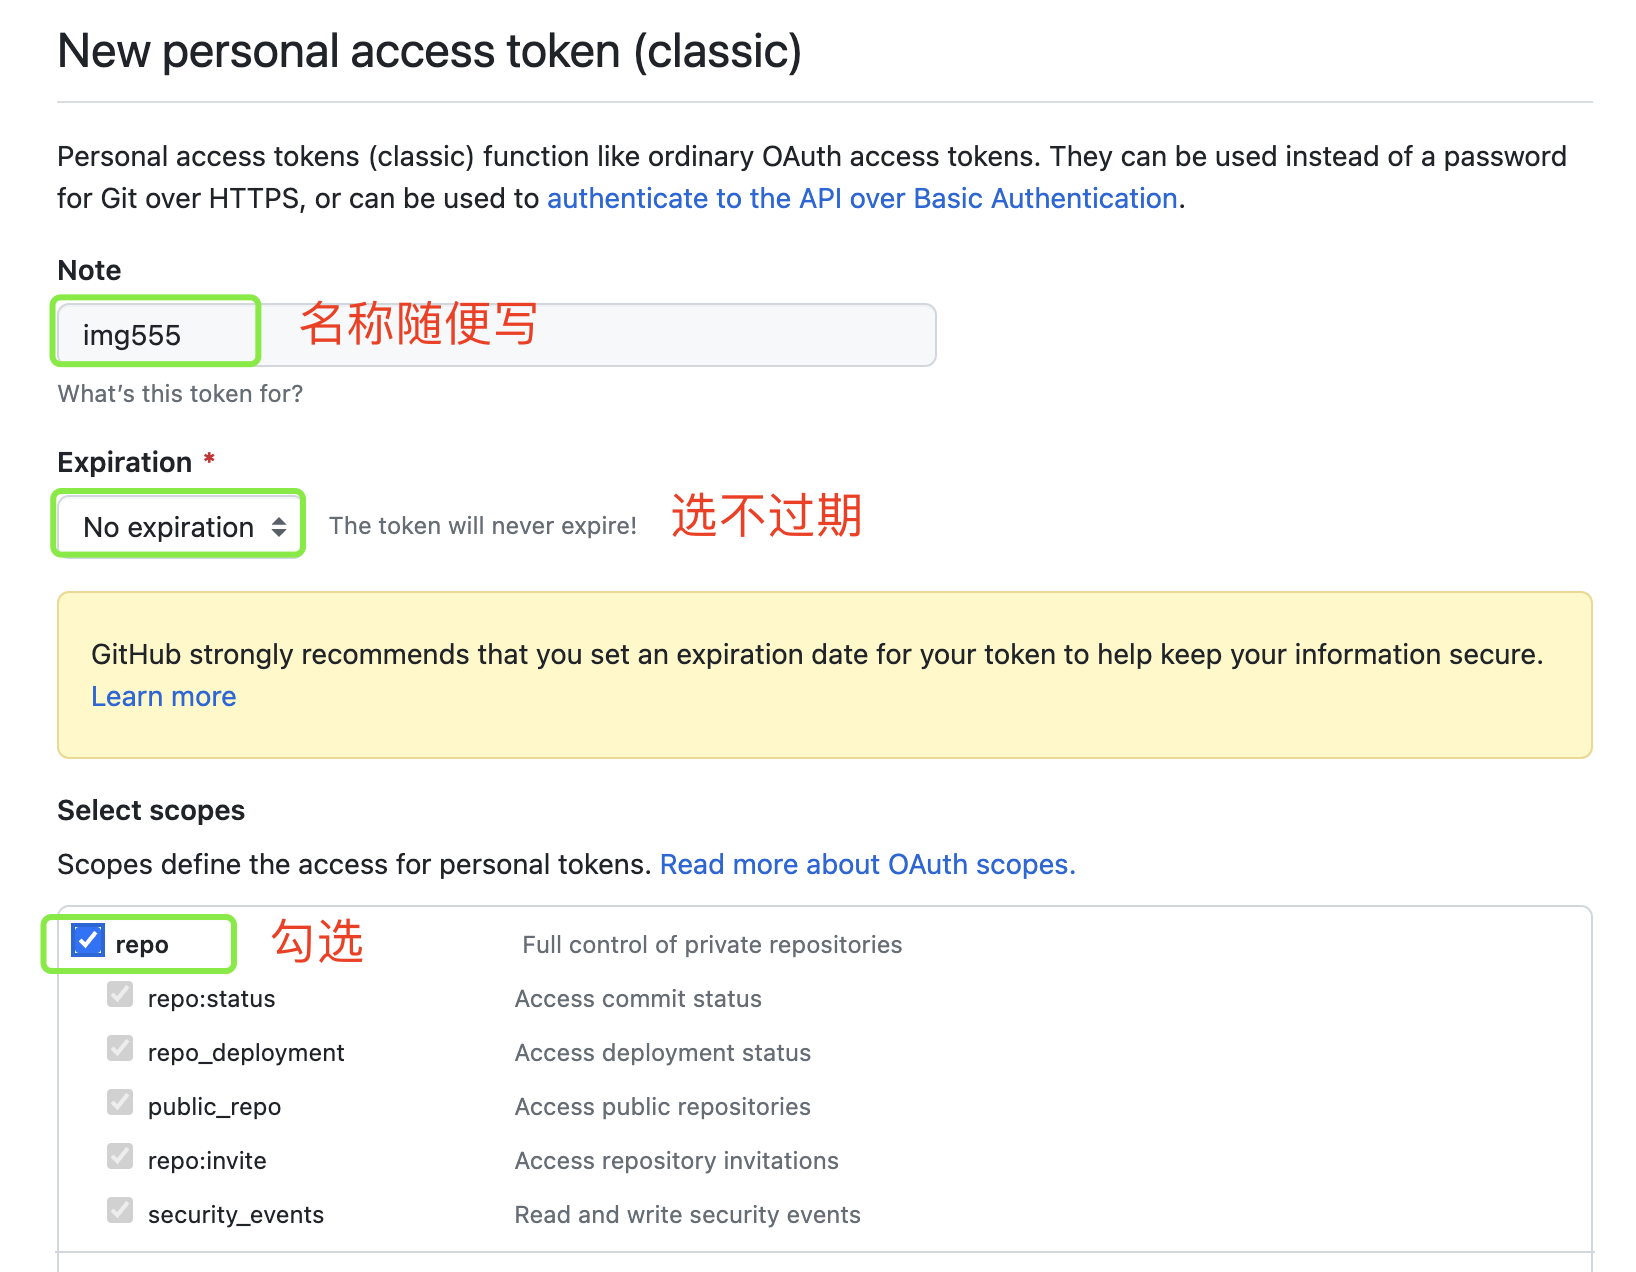 New personal access token (classic)
Personal access tokens (classic) function like ordinary OAuth access tokens. They can be used instead of a password
for Git over HTTPS, or can be used to authenticate to the API over Basic Authentication.
Note
img555 名称随便写
What's this token for?
Expiration *
No expiration The token will never expire! 选不过期
GitHub strongly recommends that you set an expiration date for your token to help keep your information secure.
Learn more
Select scopes
Scopes define the access for personal tokens. Read more about OAuth scopes.
repo 勾选 Full control of private repositories
repo:status Access commit status
repo_deployment Access deployment status
public_repo Access public repositories
repo:invite Access repository invitations
security_events Read and write security events